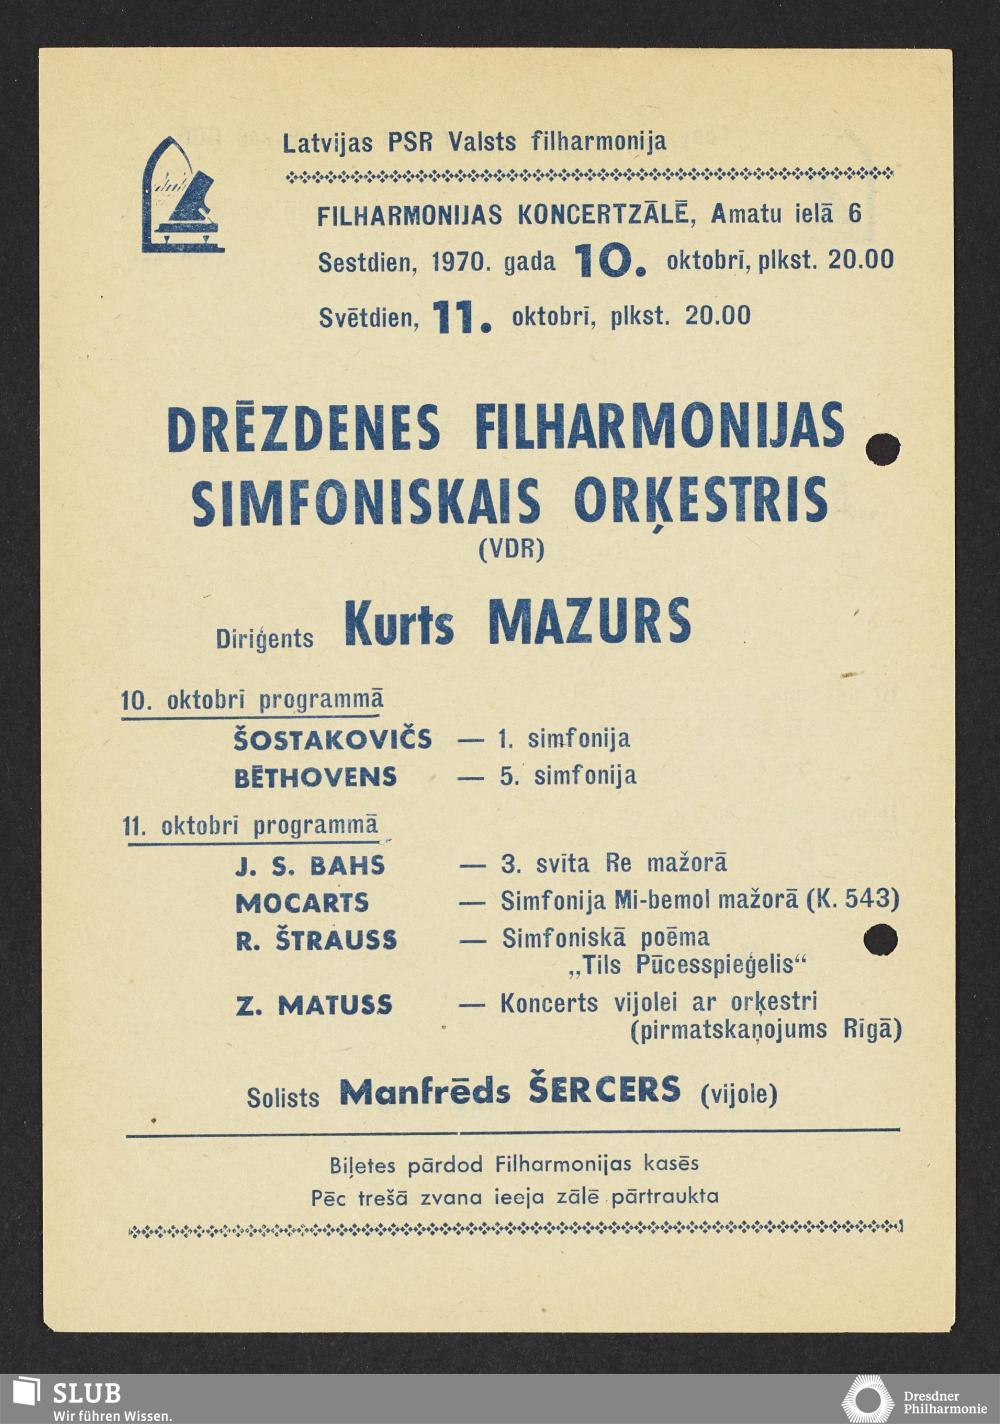 Latvijas PSR Valsts filharmonija
FILHARMONIJAS KONCERTZĀLĒ, Amatu ielā 6
Sestdien, 1970. gada 10. oktobrī, plkst. 20.00
Svētdien, 11. oktobrī, plkst. 20.00
DRĒZDENES FILHARMONIJAS
SIMFONISKAIS ORĶESTRIS
(VDR)
Diriģents Kurts MAZURS
10. oktobrī programmā
ŠOSTAKOVIČS — 1. simfonija
BĒTHOVENS — 5. simfonija
11. oktobrī programmā
J. S. BAHS — 3. svīta Re mažorā
MOCARTS — Simfonija Mi-bemol mažorā (K. 543)
R. ŠTRAUSS — Simfoniskā poēma
„Tils Pūcesspieģelis“
Z. MATUSS — Koncerts vijolei ar orķestri
(pirmatskaņojums Rīgā)
Solists Manfrēds ŠERCERS (vijole)
Biļetes pārdod Filharmonijas kasēs
Pēc trešā zvana ieeja zālē pārtraukta
SLUB
Wir führen Wissen.
Dresdner
Philharmonie